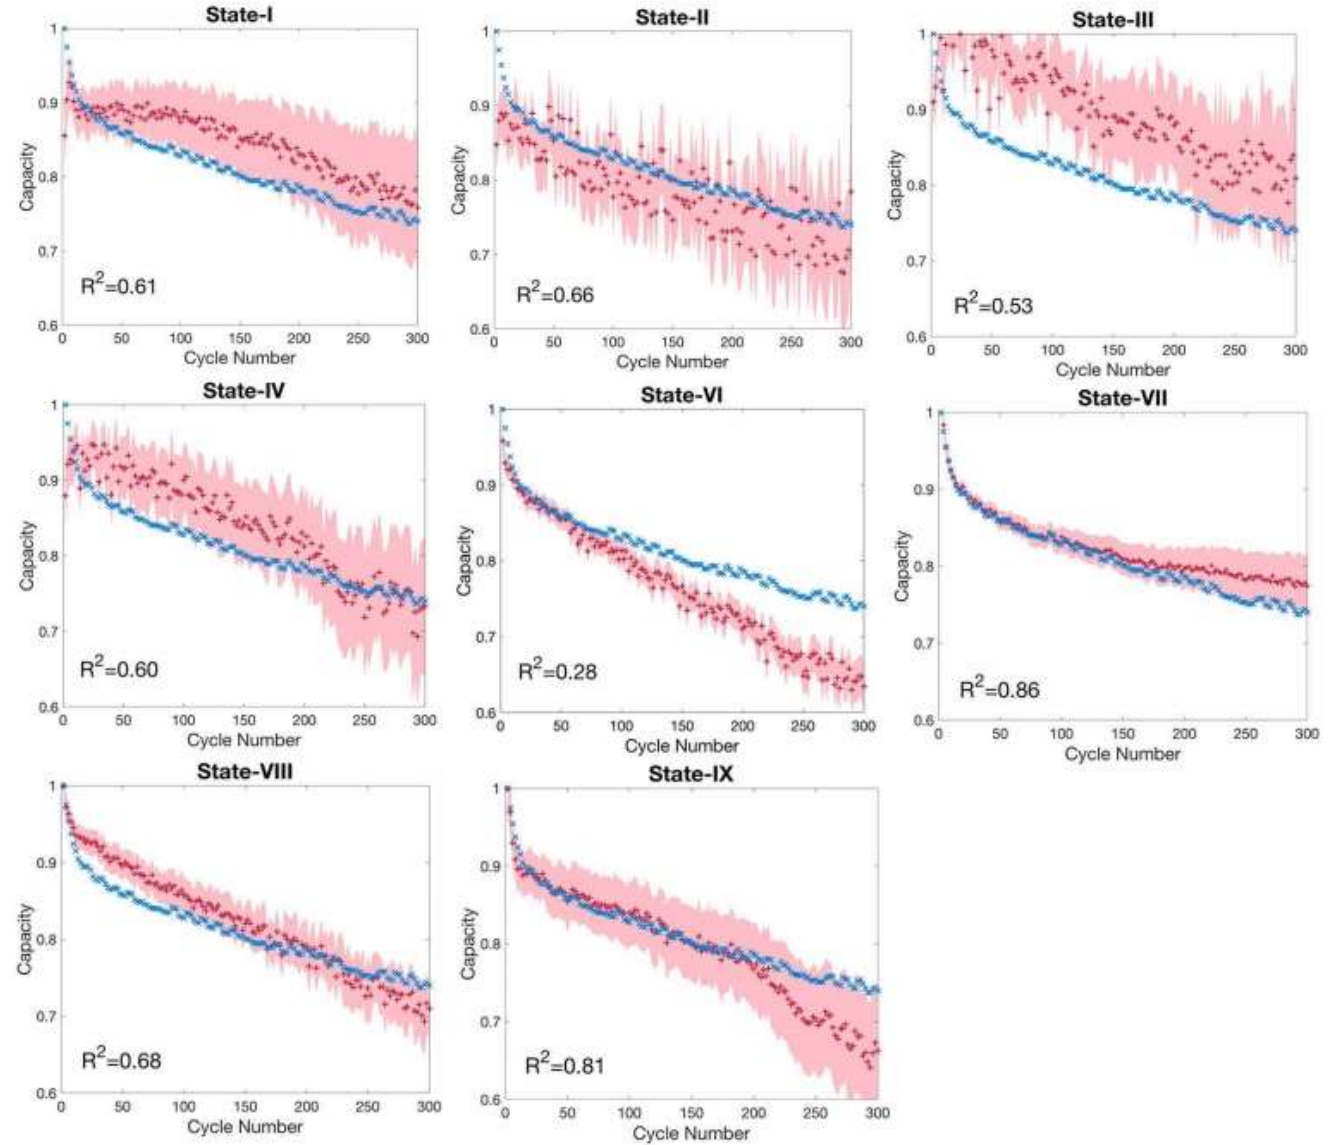 State-I
1
0.9
0.8
0.7
0.6
Capacity
R²=0.61
0 50 100 150 200 250 300
Cycle Number
State-II
1
0.9
0.8
0.7
0.6
Capacity
R²=0.66
0 50 100 150 200 250 300
Cycle Number
State-III
1
0.9
0.8
0.7
0.6
Capacity
R²=0.53
0 50 100 150 200 250 300
Cycle Number
State-IV
1
0.9
0.8
0.7
0.6
Capacity
R²=0.60
0 50 100 150 200 250 300
Cycle Number
State-VI
1
0.9
0.8
0.7
0.6
Capacity
R²=0.28
0 50 100 150 200 250 300
Cycle Number
State-VII
1
0.9
0.8
0.7
0.6
Capacity
R²=0.86
0 50 100 150 200 250 300
Cycle Number
State-VIII
1
0.9
0.8
0.7
0.6
Capacity
R²=0.68
0 50 100 150 200 250 300
Cycle Number
State-IX
1
0.9
0.8
0.7
0.6
Capacity
R²=0.81
0 50 100 150 200 250 300
Cycle Number